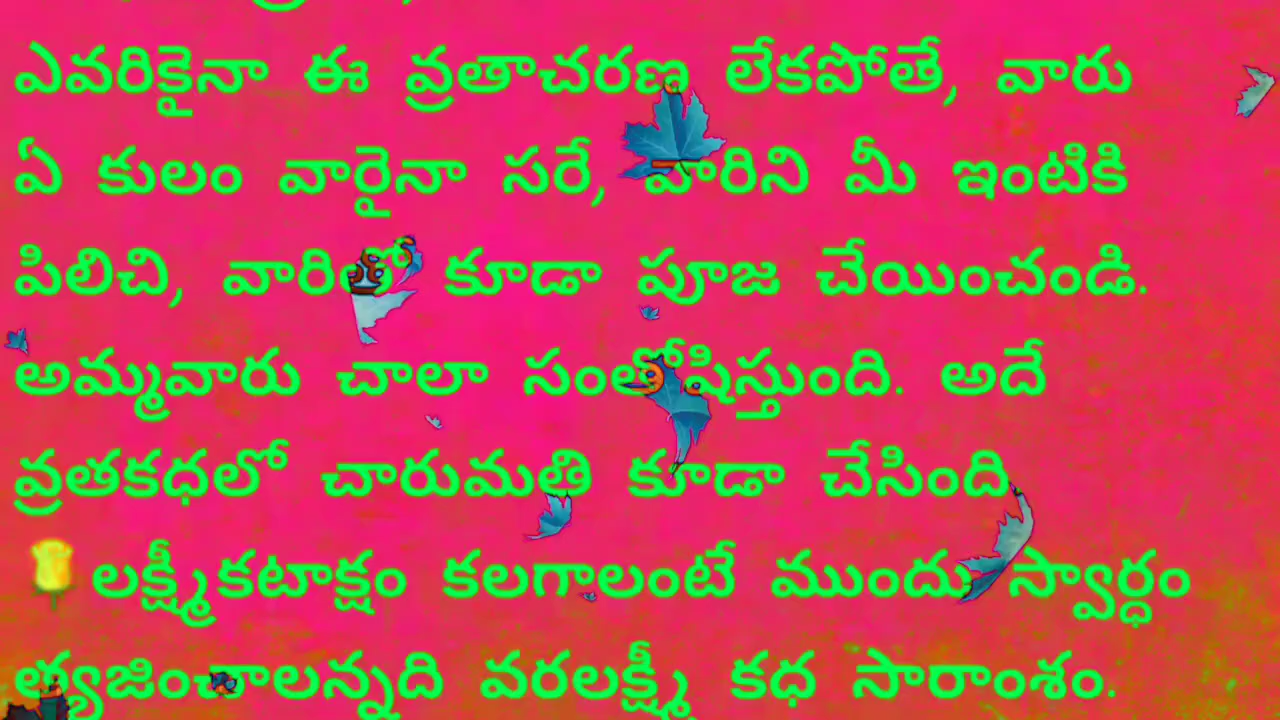 ఎవరికైనా ఈ వ్రతాచరణ లేకపోతే, వారు
ఏ కులం వారైనా సరే, వారిని మీ ఇంటికి
పిలిచి, వారితో కూడా పూజ చేయించండి.
అమ్మవారు చాలా సంతోషిస్తుంది. అదే
వ్రతకధలో చారుమతి కూడా చేసింది.
లక్ష్మీకటాక్షం కలగాలంటే ముందు స్వార్ధం
త్యజించాలన్నది వరలక్ష్మీ కధ సారాంశం.